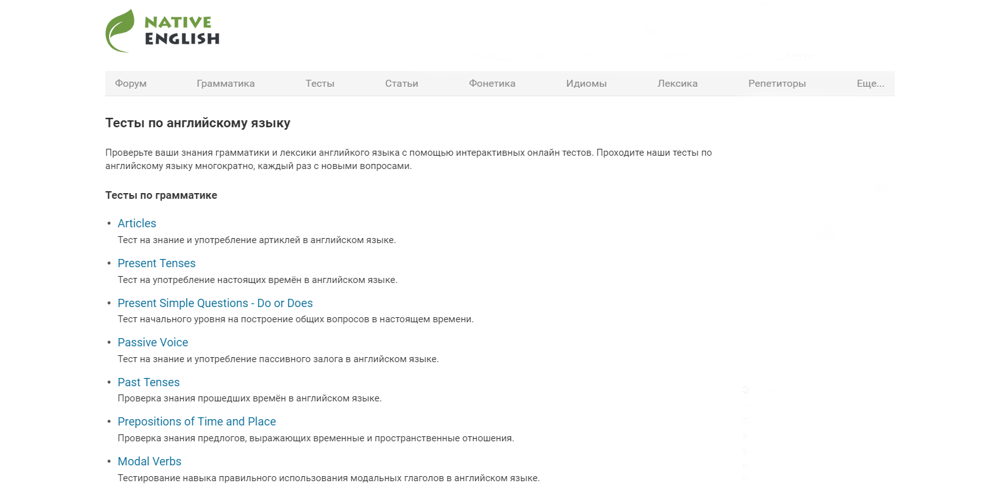 NATIVE
ENGLISH
Форум Грамматика Тесты Статьи Фонетика Идиомы Лексика Репетиторы Еще...
Тесты по английскому языку
Проверьте ваши знания грамматики и лексики английкого языка с помощью интерактивных онлайн тестов. Проходите наши тесты по
английскому языку многократно, каждый раз с новыми вопросами.
Тесты по грамматике
• Articles
Тест на знание и употребление артиклей в английском языке.
• Present Tenses
Тест на употребление настоящих времён в английском языке.
• Present Simple Questions - Do or Does
Тест начального уровня на построение общих вопросов в настоящем времени.
• Passive Voice
Тест на знание и употребление пассивного залога в английском языке.
• Past Tenses
Проверка знания прошедших времён в английском языке.
• Prepositions of Time and Place
Проверка знания предлогов, выражающих временные и пространственные отношения.
• Modal Verbs
Тестирование навыка правильного использования модальных глаголов в английском языке.